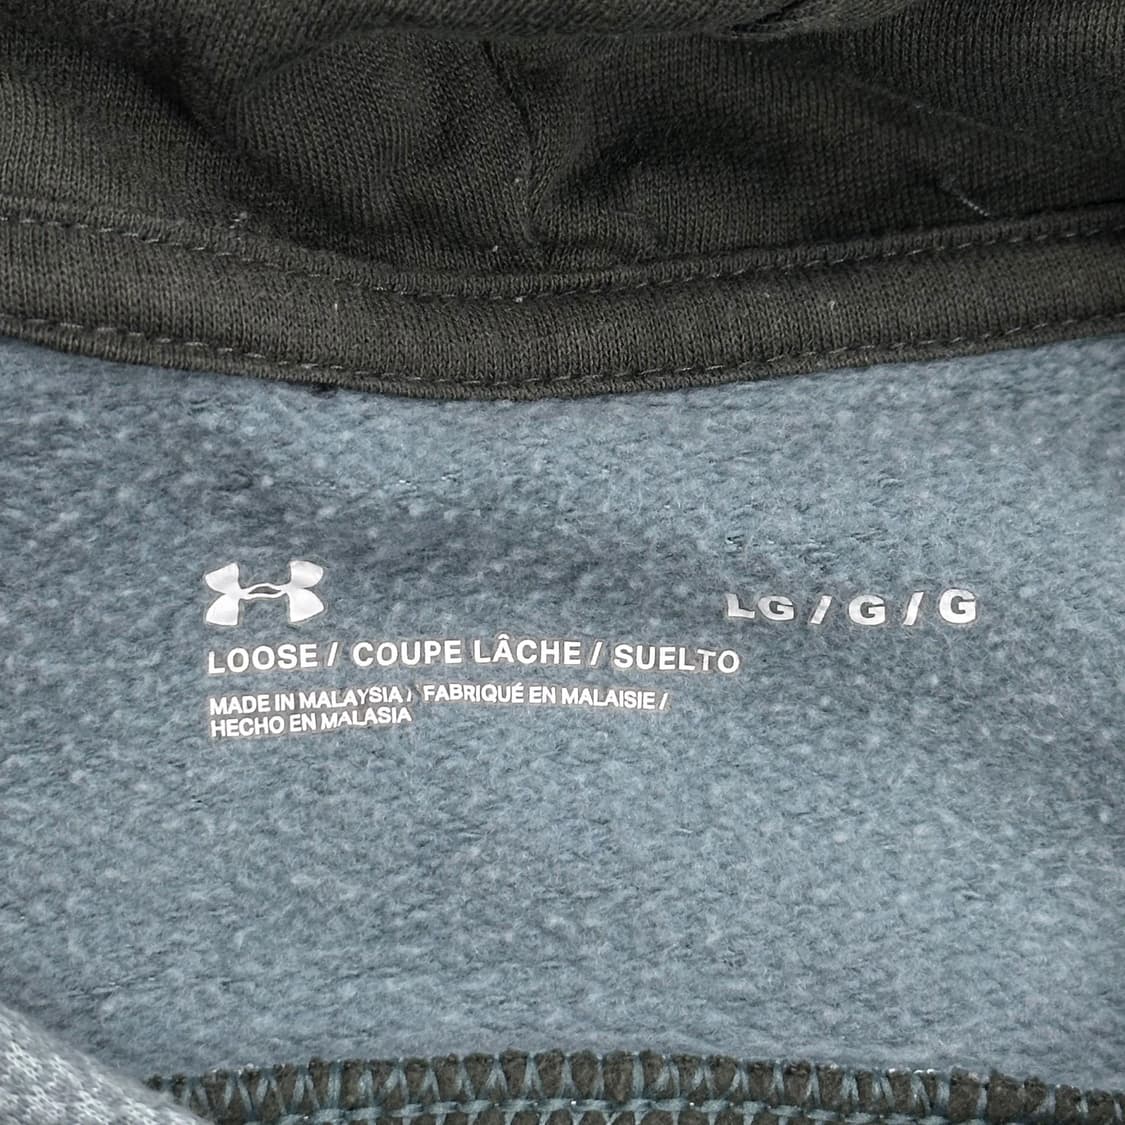 LG / G / G
LOOSE / COUPE LÂCHE / SUELTO
MADE IN MALAYSIA / FABRIQUÉ EN MALAISIE /
HECHO EN MALASIA